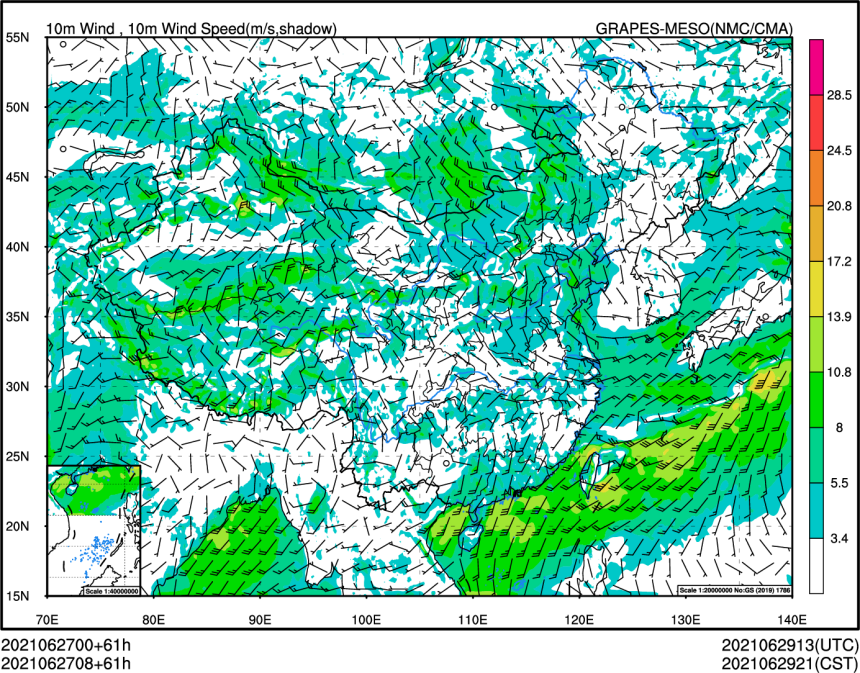 10m Wind , 10m Wind Speed(m/s,shadow) GRAPES-MESO(NMC/CMA)
55N
50N
45N
40N
35N
30N
25N
20N
15N
28.5
24.5
20.8
17.2
13.9
10.8
8
5.5
3.4
Scale 1:40000000
Scale 1:20000000 No:GS (2019) 1786
70E 80E 90E 100E 110E 120E 130E 140E
2021062700+61h 2021062913(UTC)
2021062708+61h 2021062921(CST)